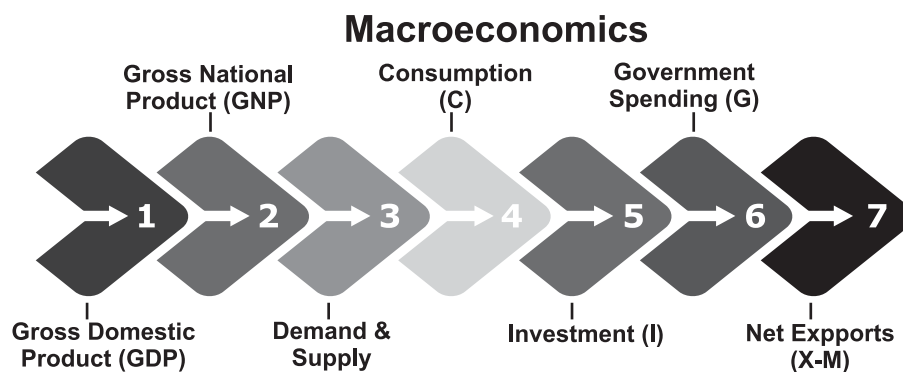 Macroeconomics
Gross National
Product (GNP)
Consumption
(C)
Government
Spending (G)
1
2
3
4
5
6
7
Gross Domestic
Product (GDP)
Demand &
Supply
Investment (I)
Net Expports
(X-M)